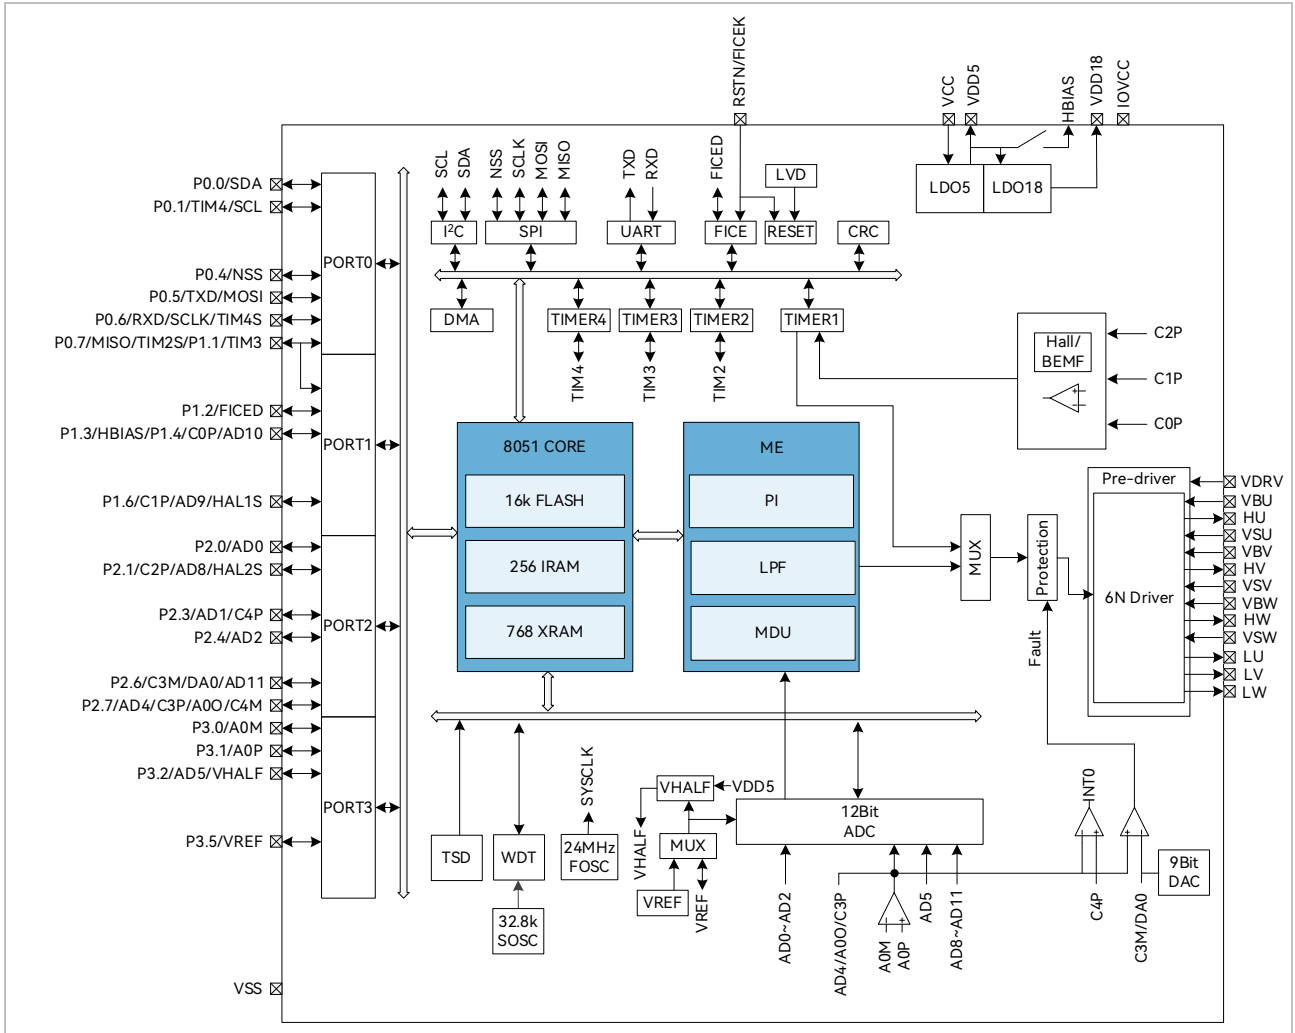 RSTN/FICEK
VCC
VDD5
HBIAS
VDD18
IOVCC
P0.0/SDA
P0.1/TIM4/SCL
P0.4/NSS
P0.5/TXD/MOSI
P0.6/RXD/SCLK/TIM4S
P0.7/MISO/TIM2S/P1.1/TIM3
P1.2/FICED
P1.3/HBIAS/P1.4/C0P/AD10
P1.6/C1P/AD9/HAL1S
P2.0/AD0
P2.1/C2P/AD8/HAL2S
P2.3/AD1/C4P
P2.4/AD2
P2.6/C3M/DA0/AD11
P2.7/AD4/C3P/A0O/C4M
P3.0/A0M
P3.1/A0P
P3.2/AD5/VHALF
P3.5/VREF
VSS
PORT0
PORT1
PORT2
PORT3
SCL
SDA
NSS
SCLK
MOSI
MISO
TXD
RXD
FICED
LVD
I2C
SPI
UART
FICE
RESET
CRC
LDO5
LDO18
DMA
TIMER4
TIMER3
TIMER2
TIMER1
TIM4
TIM3
TIM2
Hall/
BEMF
C2P
C1P
C0P
8051 CORE
16k FLASH
256 IRAM
768 XRAM
ME
PI
LPF
MDU
MUX
Protection
Fault
Pre-driver
6N Driver
VDRV
VBU
HU
VSU
VBV
HV
VSV
VBW
HW
VSW
LU
LV
LW
TSD
WDT
32.8k
SOSC
SYSCLK
24MHz
FOSC
VHALF
VDD5
VHALF
MUX
VREF
VREF
12Bit
ADC
AD0~AD2
AD4/A0O/C3P
A0M
A0P
AD5
AD8~AD11
INT0
C4P
C3M/DA0
9Bit
DAC